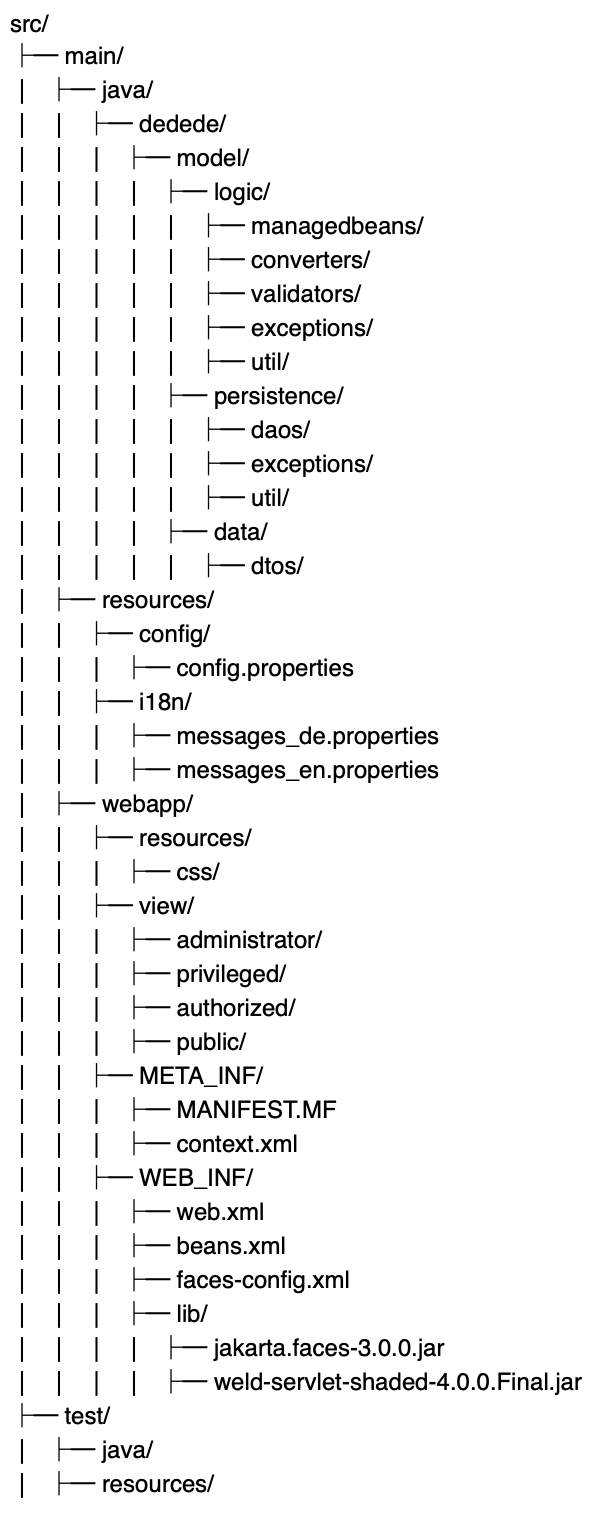 src/
├── main/
│ ├── java/
│ │ ├── dedede/
│ │ │ ├── model/
│ │ │ │ ├── logic/
│ │ │ │ │ ├── managedbeans/
│ │ │ │ │ ├── converters/
│ │ │ │ │ ├── validators/
│ │ │ │ │ ├── exceptions/
│ │ │ │ │ ├── util/
│ │ │ │ ├── persistence/
│ │ │ │ │ ├── daos/
│ │ │ │ │ ├── exceptions/
│ │ │ │ │ ├── util/
│ │ │ │ ├── data/
│ │ │ │ │ ├── dtos/
│ ├── resources/
│ │ ├── config/
│ │ │ ├── config.properties
│ │ ├── i18n/
│ │ │ ├── messages_de.properties
│ │ │ ├── messages_en.properties
│ ├── webapp/
│ │ ├── resources/
│ │ │ ├── css/
│ │ ├── view/
│ │ │ ├── administrator/
│ │ │ ├── privileged/
│ │ │ ├── authorized/
│ │ │ ├── public/
│ │ ├── META_INF/
│ │ │ ├── MANIFEST.MF
│ │ │ ├── context.xml
│ │ ├── WEB_INF/
│ │ │ ├── web.xml
│ │ │ ├── beans.xml
│ │ │ ├── faces-config.xml
│ │ │ ├── lib/
│ │ │ │ ├── jakarta.faces-3.0.0.jar
│ │ │ │ ├── weld-servlet-shaded-4.0.0.Final.jar
├── test/
│ ├── java/
│ ├── resources/